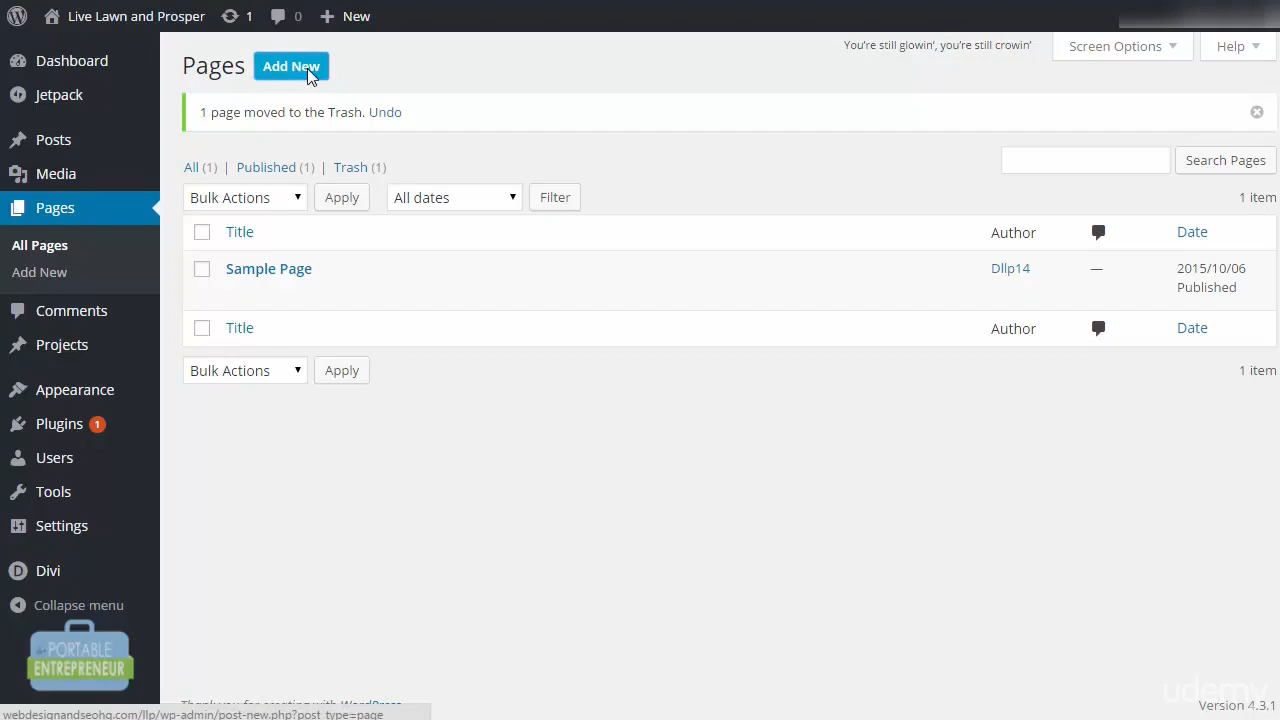 Live Lawn and Prosper 1 0 New
Dashboard
Jetpack
Posts
Media
Pages
All Pages
Add New
Comments
Projects
Appearance
Plugins 1
Users
Tools
Settings
Divi
Collapse menu
PORTABLE
ENTREPRENEUR
You're still glowin', you're still crowin' Screen Options Help
Pages Add New
1 page moved to the Trash. Undo
All (1) | Published (1) | Trash (1)
Search Pages
Bulk Actions Apply All dates Filter 1 item
Title Author Date
Sample Page Dllp14 — 2015/10/06
Published
Title Author Date
Bulk Actions Apply 1 item
Thank you for creating with WordPress.
udemy
Version 4.3.1
webdesignandseohq.com/llp/wp-admin/post-new.php?post_type=page